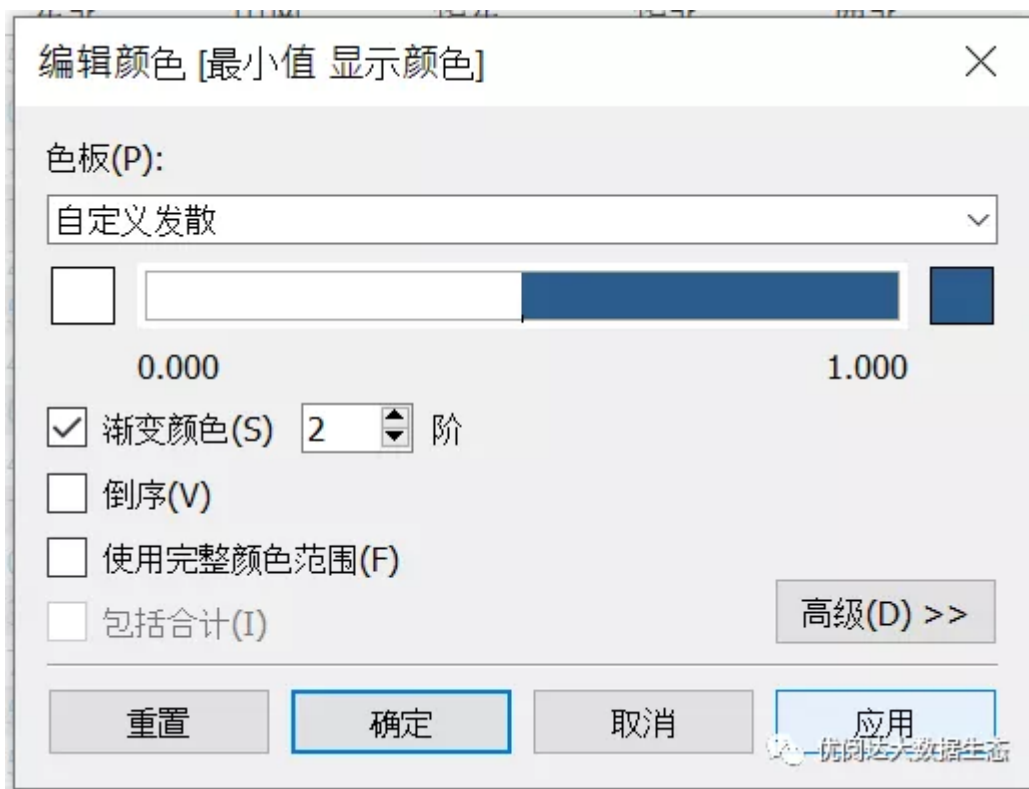 编辑颜色 [最小值 显示颜色]
色板(P):
自定义发散
0.000 1.000
渐变颜色(S) 2 阶
倒序(V)
使用完整颜色范围(F)
包括合计(I)
高级(D) >>
重置 确定 取消 应用
优阅达大数据生态